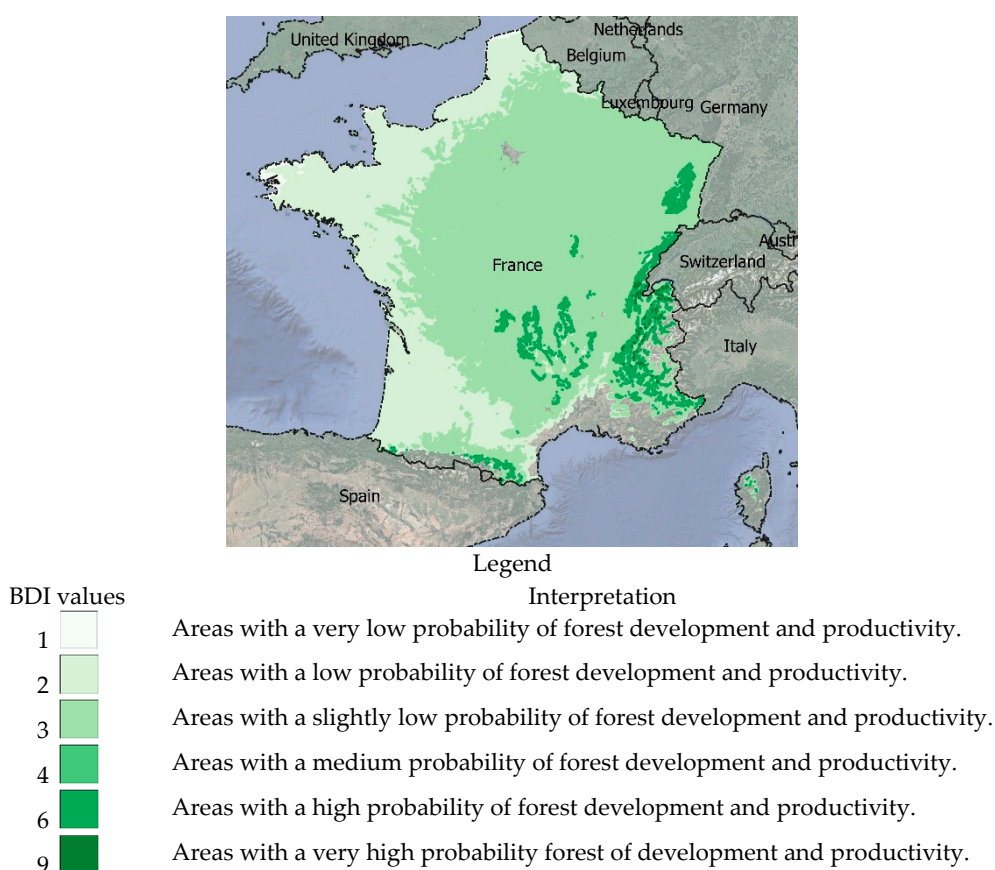 United Kingdom
Netherlands
Belgium
Luxembourg
Germany
France
Switzerland
Austr
Italy
Spain
Legend
BDI values Interpretation
1 Areas with a very low probability of forest development and productivity.
2 Areas with a low probability of forest development and productivity.
3 Areas with a slightly low probability of forest development and productivity.
4 Areas with a medium probability of forest development and productivity.
6 Areas with a high probability of forest development and productivity.
9 Areas with a very high probability forest of development and productivity.